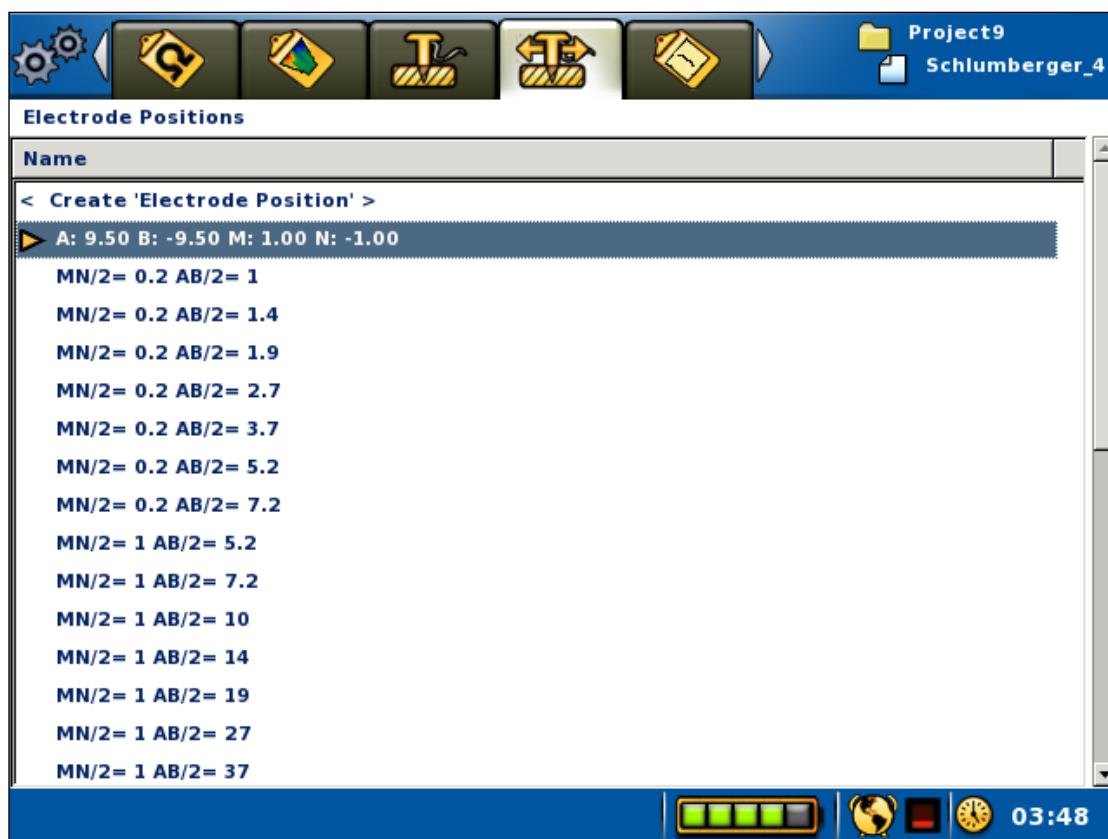 Project9
Schlumberger_4
Electrode Positions
Name
< Create 'Electrode Position' >
A: 9.50 B: -9.50 M: 1.00 N: -1.00
MN/2= 0.2 AB/2= 1
MN/2= 0.2 AB/2= 1.4
MN/2= 0.2 AB/2= 1.9
MN/2= 0.2 AB/2= 2.7
MN/2= 0.2 AB/2= 3.7
MN/2= 0.2 AB/2= 5.2
MN/2= 0.2 AB/2= 7.2
MN/2= 1 AB/2= 5.2
MN/2= 1 AB/2= 7.2
MN/2= 1 AB/2= 10
MN/2= 1 AB/2= 14
MN/2= 1 AB/2= 19
MN/2= 1 AB/2= 27
MN/2= 1 AB/2= 37
03:48